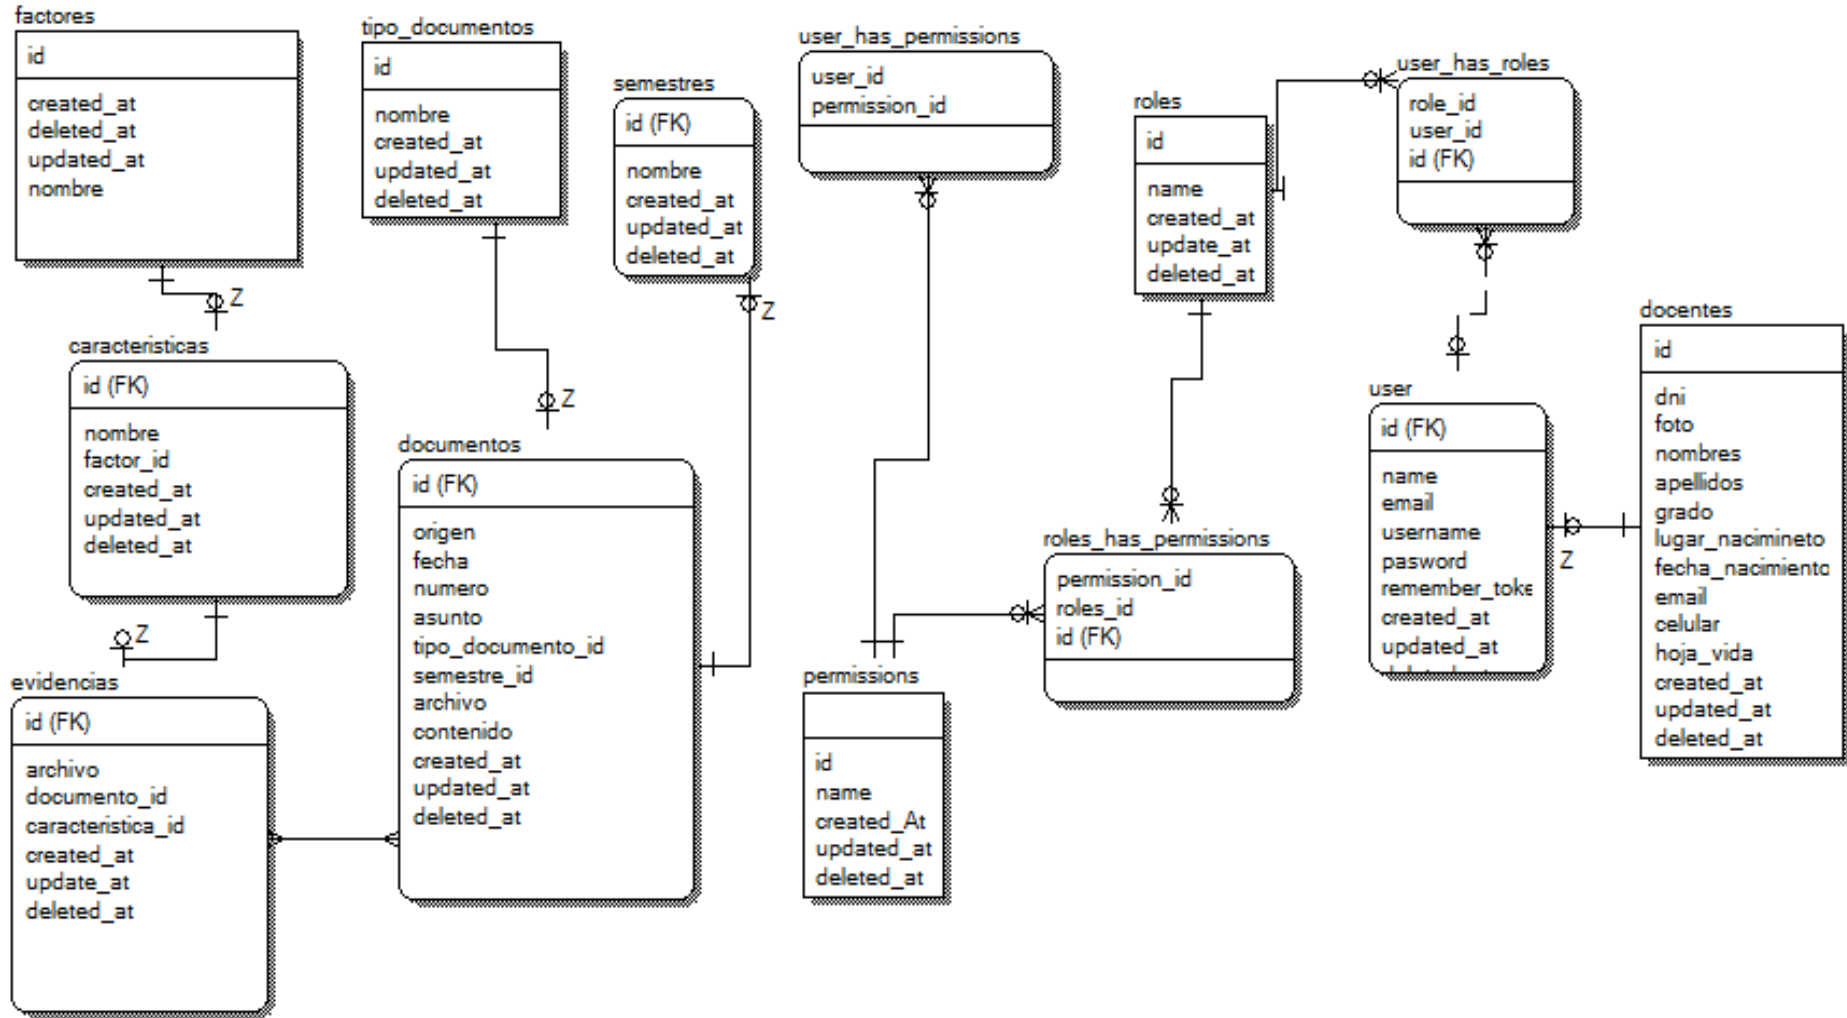 factores
id
created_at
deleted_at
updated_at
nombre
tipo_documentos
id
nombre
created_at
updated_at
deleted_at
semestres
id (FK)
nombre
created_at
updated_at
deleted_at
user_has_permissions
user_id
permission_id
roles
id
name
created_at
update_at
deleted_at
user_has_roles
role_id
user_id
id (FK)
Z
Z
Z
caracteristicas
id (FK)
nombre
factor_id
created_at
updated_at
deleted_at
Z
documentos
id (FK)
origen
fecha
numero
asunto
tipo_documento_id
semestre_id
archivo
contenido
created_at
updated_at
deleted_at
evidencias
id (FK)
archivo
documento_id
caracteristica_id
created_at
update_at
deleted_at
permissions
id
name
created_At
updated_at
deleted_at
roles_has_permissions
permission_id
roles_id
id (FK)
user
id (FK)
name
email
username
pasword
remember_toke
created_at
updated_at
Z
docentes
id
dni
foto
nombres
apellidos
grado
lugar_nacimineto
fecha_nacimiento
email
celular
hoja_vida
created_at
updated_at
deleted_at